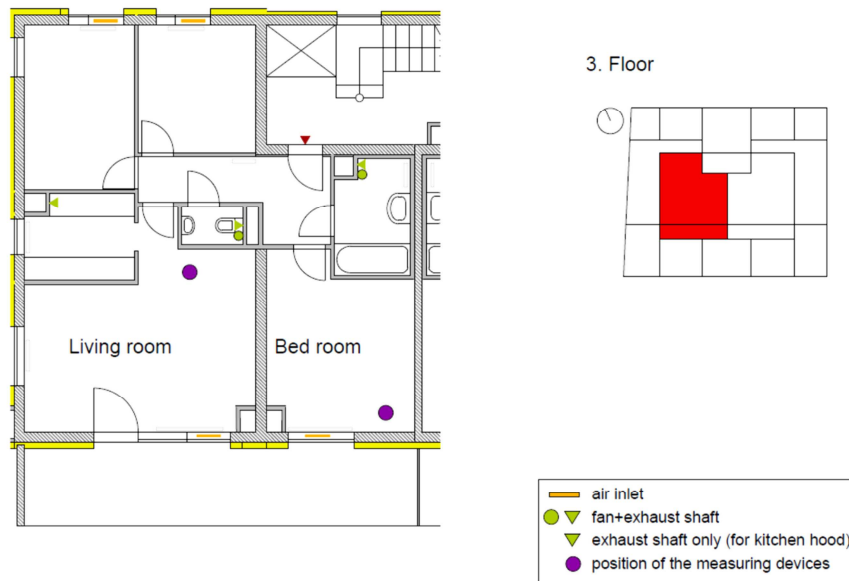 3. Floor
Living room
Bed room
air inlet
fan+exhaust shaft
exhaust shaft only (for kitchen hood)
position of the measuring devices